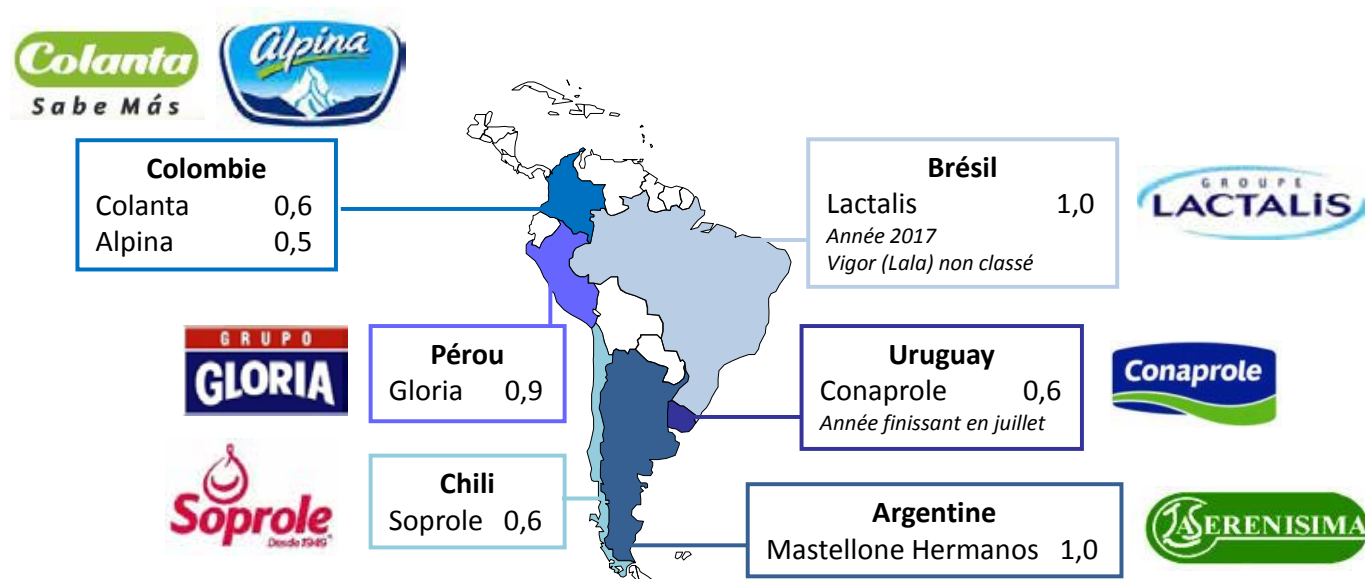 Colanta
Sabe Más
Alpina
Colombie
Colanta 0,6
Alpina 0,5
Brésil
Lactalis 1,0
Année 2017
Vigor (Lala) non classé
GROUPE
LACTALiS
GRUPO
GLORIA
Pérou
Gloria 0,9
Uruguay
Conaprole 0,6
Année finissant en juillet
Conaprole
Soprole
Desde 1949
Chili
Soprole 0,6
Argentine
Mastellone Hermanos 1,0
LA SERENISIMA